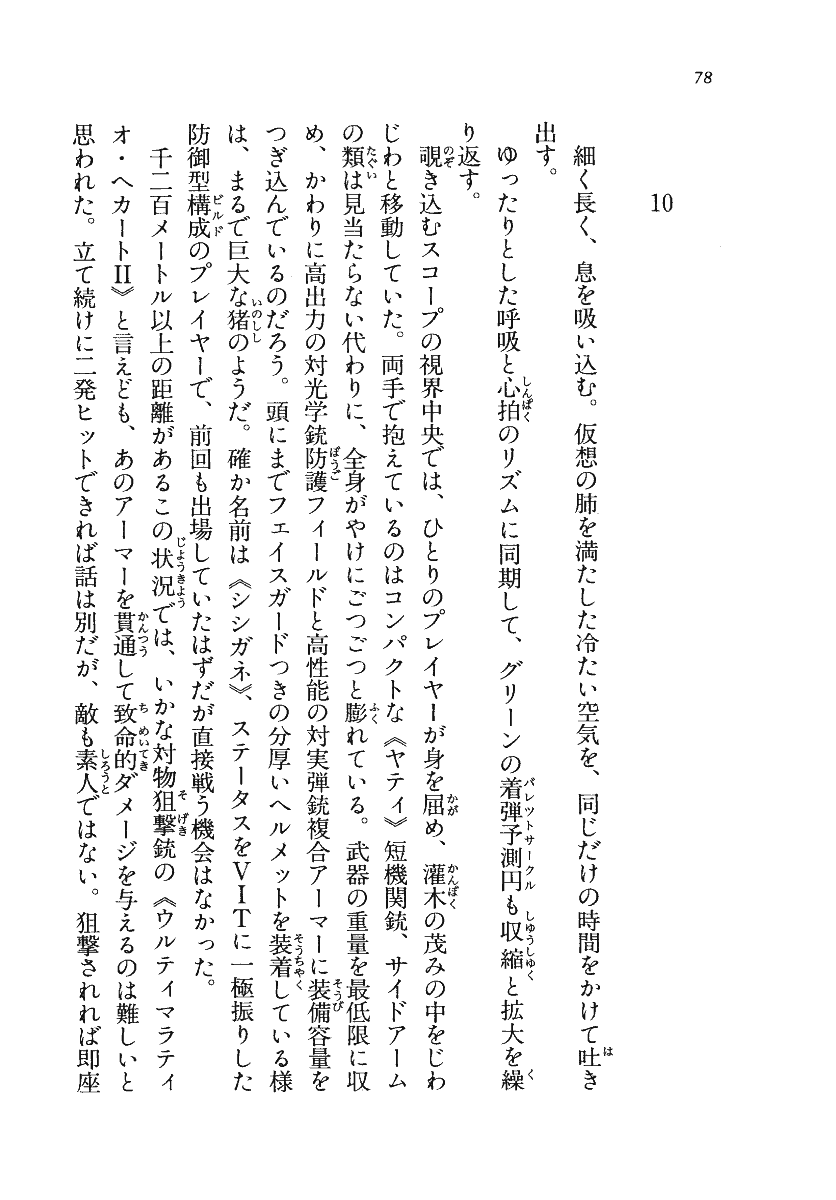 78
10
　細く長く、息を吸い込む。仮想の肺を満たした冷たい空気を、同じだけの時間をかけて吐き
出す。
　ゆったりとした呼吸と心拍のリズムに同期して、グリーンの着弾予測円も収縮と拡大を繰
り返す。
　覗き込むスコープの視界中央では、ひとりのプレイヤーが身を屈め、灌木の茂みの中をじわ
じわと移動していた。両手で抱えているのはコンパクトな《ヤティ》短機関銃、サイドアーム
の類は見当たらない代わりに、全身がやけにごつごつと膨れている。武器の重量を最低限に収
め、かわりに高出力の対光学銃防護フィールドと高性能の対実弾銃複合アーマーに装備容量を
つぎ込んでいるのだろう。頭にまでフェイスガードつきの分厚いヘルメットを装着している様
は、まるで巨大な猪のようだ。確か名前は《シシガネ》、ステータスをVITに一極振りした
防御型構成のプレイヤーで、前回も出場していたはずだが直接戦う機会はなかった。
　千二百メートル以上の距離があるこの状況では、いかな対物狙撃銃の《ウルティマラティ
オ・ヘカートII》と言えども、あのアーマーを貫通して致命的ダメージを与えるのは難しいと
思われた。立て続けに二発ヒットできれば話は別だが、敵も素人ではない。狙撃されれば即座